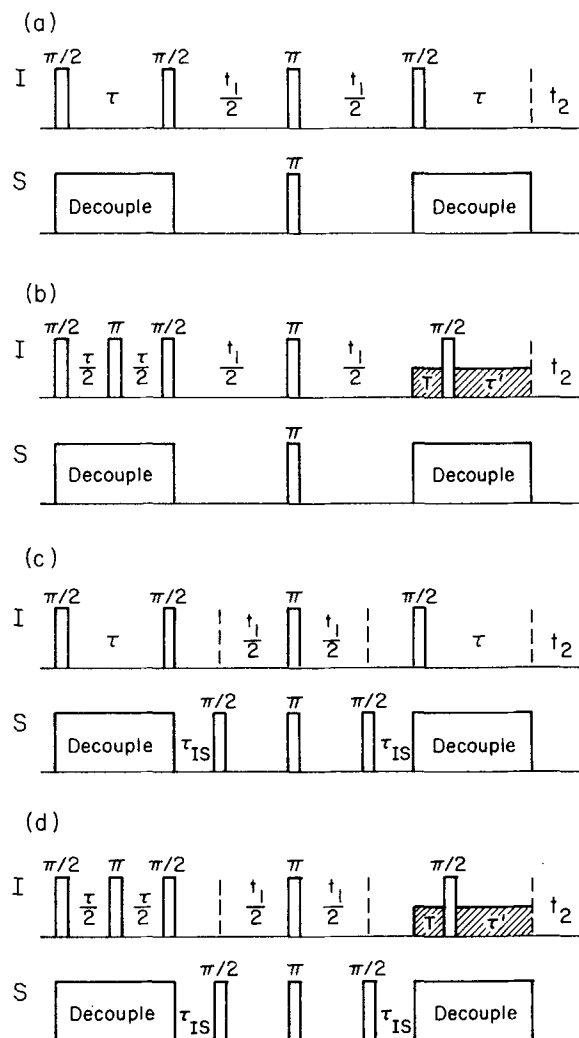 (a)
π/2 π/2 π π/2
I τ t₁/2 t₁/2 τ t₂
π
S Decouple Decouple
(b)
π/2 π π/2 π π/2
I τ/2 τ/2 t₁/2 t₁/2 T τ' t₂
π
S Decouple Decouple
(c)
π/2 π/2 π π/2
I τ t₁/2 t₁/2 τ t₂
π/2 π π/2
S Decouple τIS τIS Decouple
(d)
π/2 π π/2 π π/2
I τ/2 τ/2 t₁/2 t₁/2 T τ' t₂
π/2 π π/2
S Decouple τIS τIS Decouple